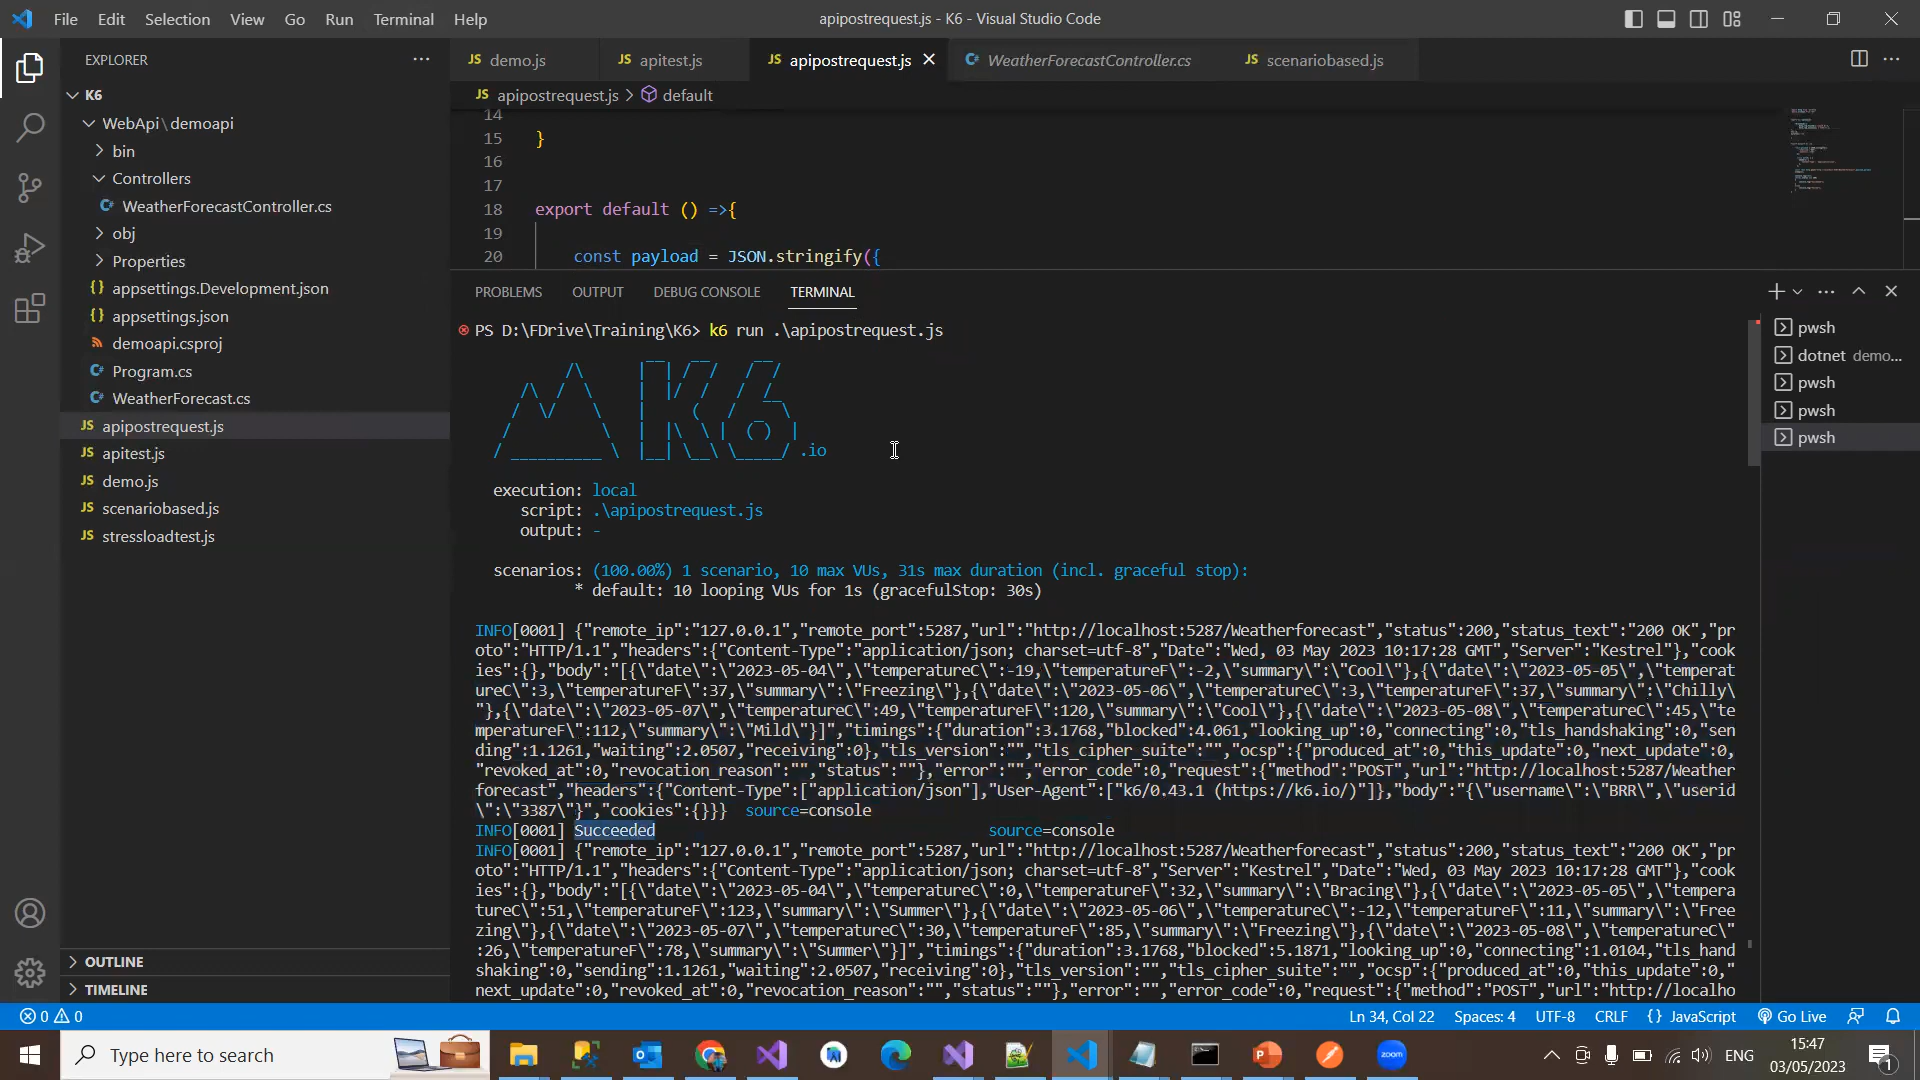 File Edit Selection View Go Run Terminal Help
apipostrequest.js - K6 - Visual Studio Code
EXPLORER
K6
WebApi \ demoapi
bin
Controllers
C# WeatherForecastController.cs
obj
Properties
{} appsettings.Development.json
{} appsettings.json
demoapi.csproj
C# Program.cs
C# WeatherForecast.cs
JS apipostrequest.js
JS apitest.js
JS demo.js
JS scenariobased.js
JS stressloadtest.js
OUTLINE
TIMELINE
JS demo.js JS apitest.js JS apipostrequest.js C# WeatherForecastController.cs JS scenariobased.js
JS apipostrequest.js > default
14
15 }
16
17
18 export default () =>{
19
20 const payload = JSON.stringify({
PROBLEMS OUTPUT DEBUG CONSOLE TERMINAL
PS D:\FDrive\Training\K6> k6 run .\apipostrequest.js
.io
execution: local
script: .\apipostrequest.js
output: -
scenarios: (100.00%) 1 scenario, 10 max VUs, 31s max duration (incl. graceful stop):
* default: 10 looping VUs for 1s (gracefulStop: 30s)
INFO[0001] {"remote_ip":"127.0.0.1","remote_port":5287,"url":"http://localhost:5287/Weatherforecast","status":200,"status_text":"200 OK","pr
oto":"HTTP/1.1","headers":{"Content-Type":"application/json; charset=utf-8","Date":"Wed, 03 May 2023 10:17:28 GMT","Server":"Kestrel"},"cook
ies":{},"body":"[{\"date\":\"2023-05-04\",\"temperatureC\":-19,\"temperatureF\":-2,\"summary\":\"Cool\"},{\"date\":\"2023-05-05\",\"temperat
ureC\":3,\"temperatureF\":37,\"summary\":\"Freezing\"},{\"date\":\"2023-05-06\",\"temperatureC\":3,\"temperatureF\":37,\"summary\":\"Chilly\
"},{\"date\":\"2023-05-07\",\"temperatureC\":49,\"temperatureF\":120,\"summary\":\"Cool\"},{\"date\":\"2023-05-08\",\"temperatureC\":45,\"te
mperatureF\":112,\"summary\":\"Mild\"}]","timings":{"duration":3.1768,"blocked":4.061,"looking_up":0,"connecting":0,"tls_handshaking":0,"sen
ding":1.1261,"waiting":2.0507,"receiving":0},"tls_version":"","tls_cipher_suite":"","ocsp":{"produced_at":0,"this_update":0,"next_update":0,
"revoked_at":0,"revocation_reason":"","status":""},"error":"","error_code":0,"request":{"method":"POST","url":"http://localhost:5287/Weather
forecast","headers":{"Content-Type":["application/json"],"User-Agent":["k6/0.43.1 (https://k6.io/)"]},"body":"{\"username\":\"BRR\",\"userid
\":\"3387\"}","cookies":{}}} source=console
INFO[0001] Succeeded source=console
INFO[0001] {"remote_ip":"127.0.0.1","remote_port":5287,"url":"http://localhost:5287/Weatherforecast","status":200,"status_text":"200 OK","pr
oto":"HTTP/1.1","headers":{"Content-Type":"application/json; charset=utf-8","Server":"Kestrel","Date":"Wed, 03 May 2023 10:17:28 GMT"},"cook
ies":{},"body":"[{\"date\":\"2023-05-04\",\"temperatureC\":0,\"temperatureF\":32,\"summary\":\"Bracing\"},{\"date\":\"2023-05-05\",\"tempera
tureC\":51,\"temperatureF\":123,\"summary\":\"Summer\"},{\"date\":\"2023-05-06\",\"temperatureC\":-12,\"temperatureF\":11,\"summary\":\"Free
zing\"},{\"date\":\"2023-05-07\",\"temperatureC\":30,\"temperatureF\":85,\"summary\":\"Freezing\"},{\"date\":\"2023-05-08\",\"temperatureC\"
:26,\"temperatureF\":78,\"summary\":\"Summer\"}]","timings":{"duration":3.1768,"blocked":5.1871,"looking_up":0,"connecting":1.0104,"tls_hand
shaking":0,"sending":1.1261,"waiting":2.0507,"receiving":0},"tls_version":"","tls_cipher_suite":"","ocsp":{"produced_at":0,"this_update":0,"
next_update":0,"revoked_at":0,"revocation_reason":"","status":""},"error":"","error_code":0,"request":{"method":"POST","url":"http://localho
pwsh
dotnet demo...
pwsh
pwsh
pwsh
0 0 Ln 34, Col 22 Spaces: 4 UTF-8 CRLF {} JavaScript Go Live
Type here to search
zoom
ENG
15:47
03/05/2023
1